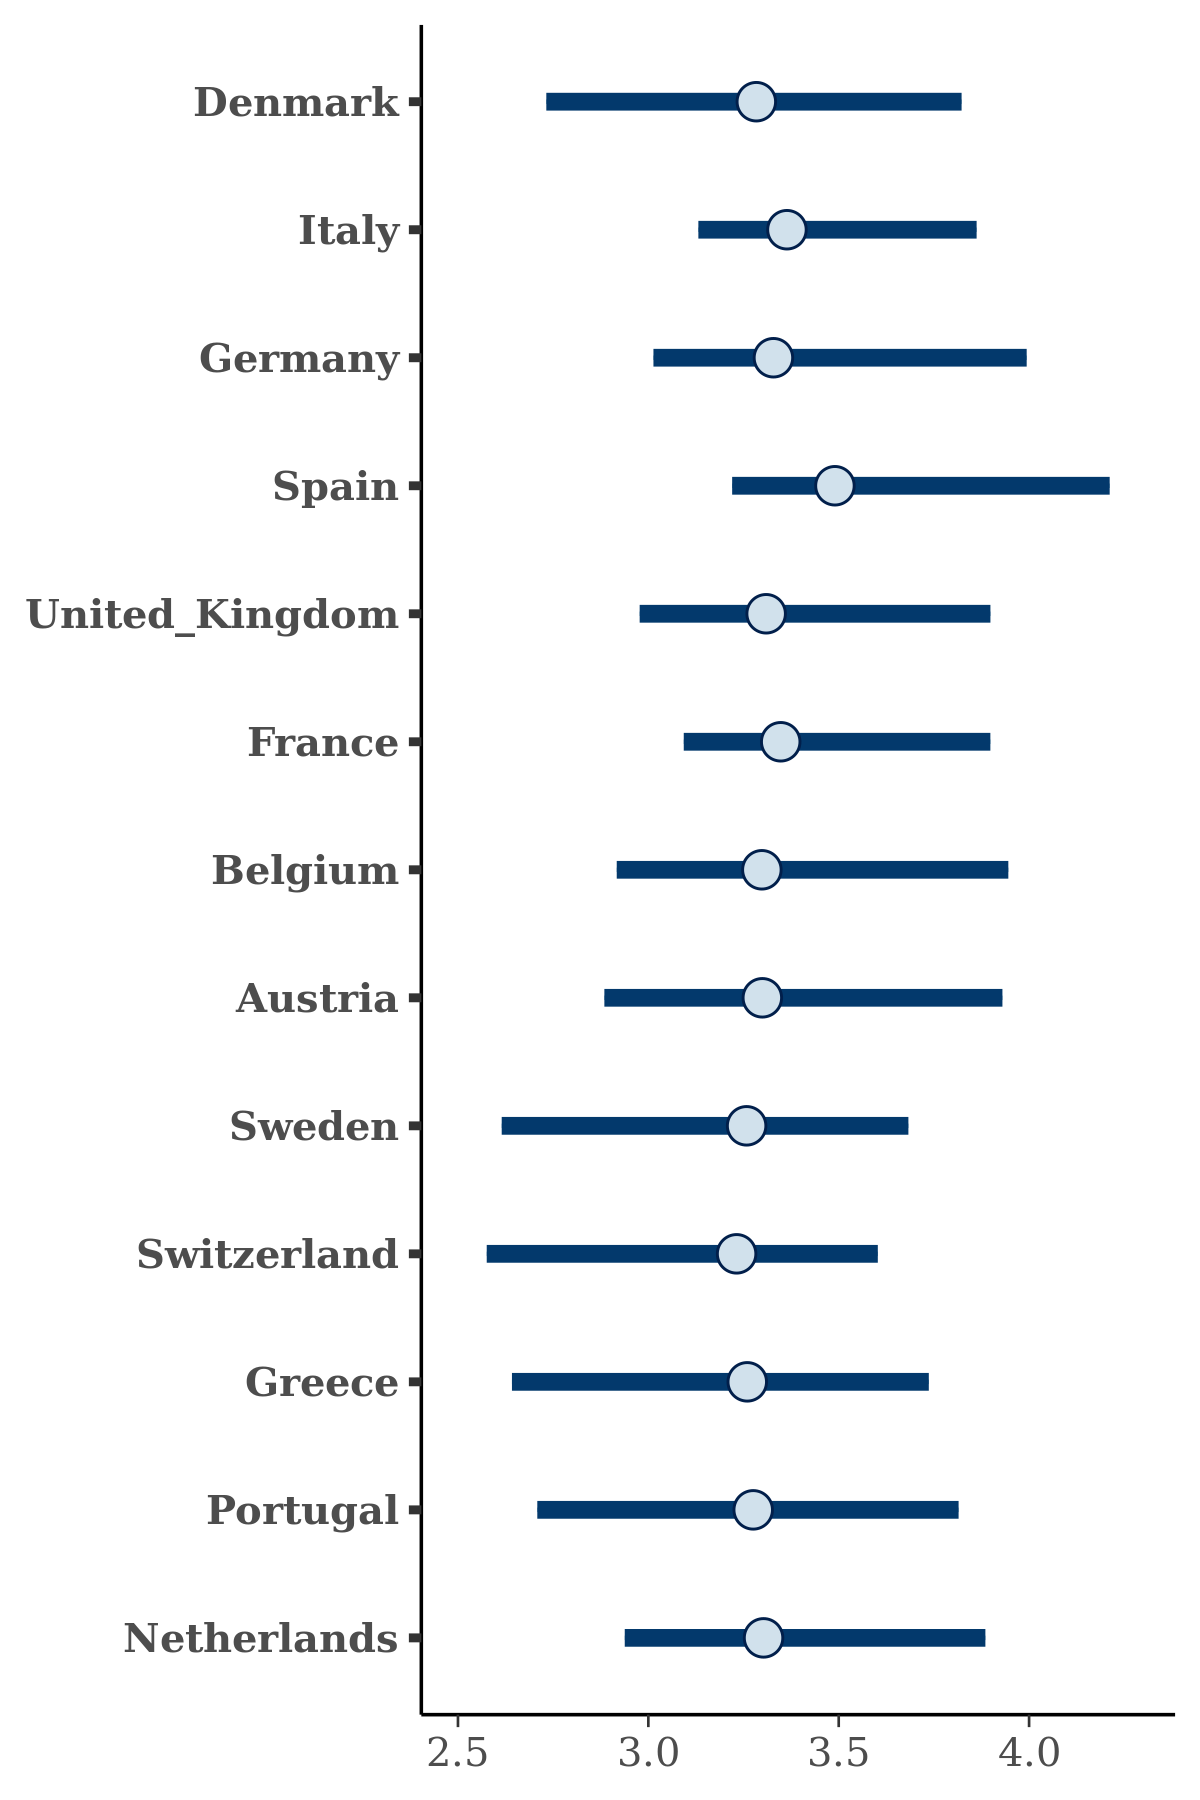 Denmark
Italy
Germany
Spain
United_Kingdom
France
Belgium
Austria
Sweden
Switzerland
Greece
Portugal
Netherlands
2.5 3.0 3.5 4.0